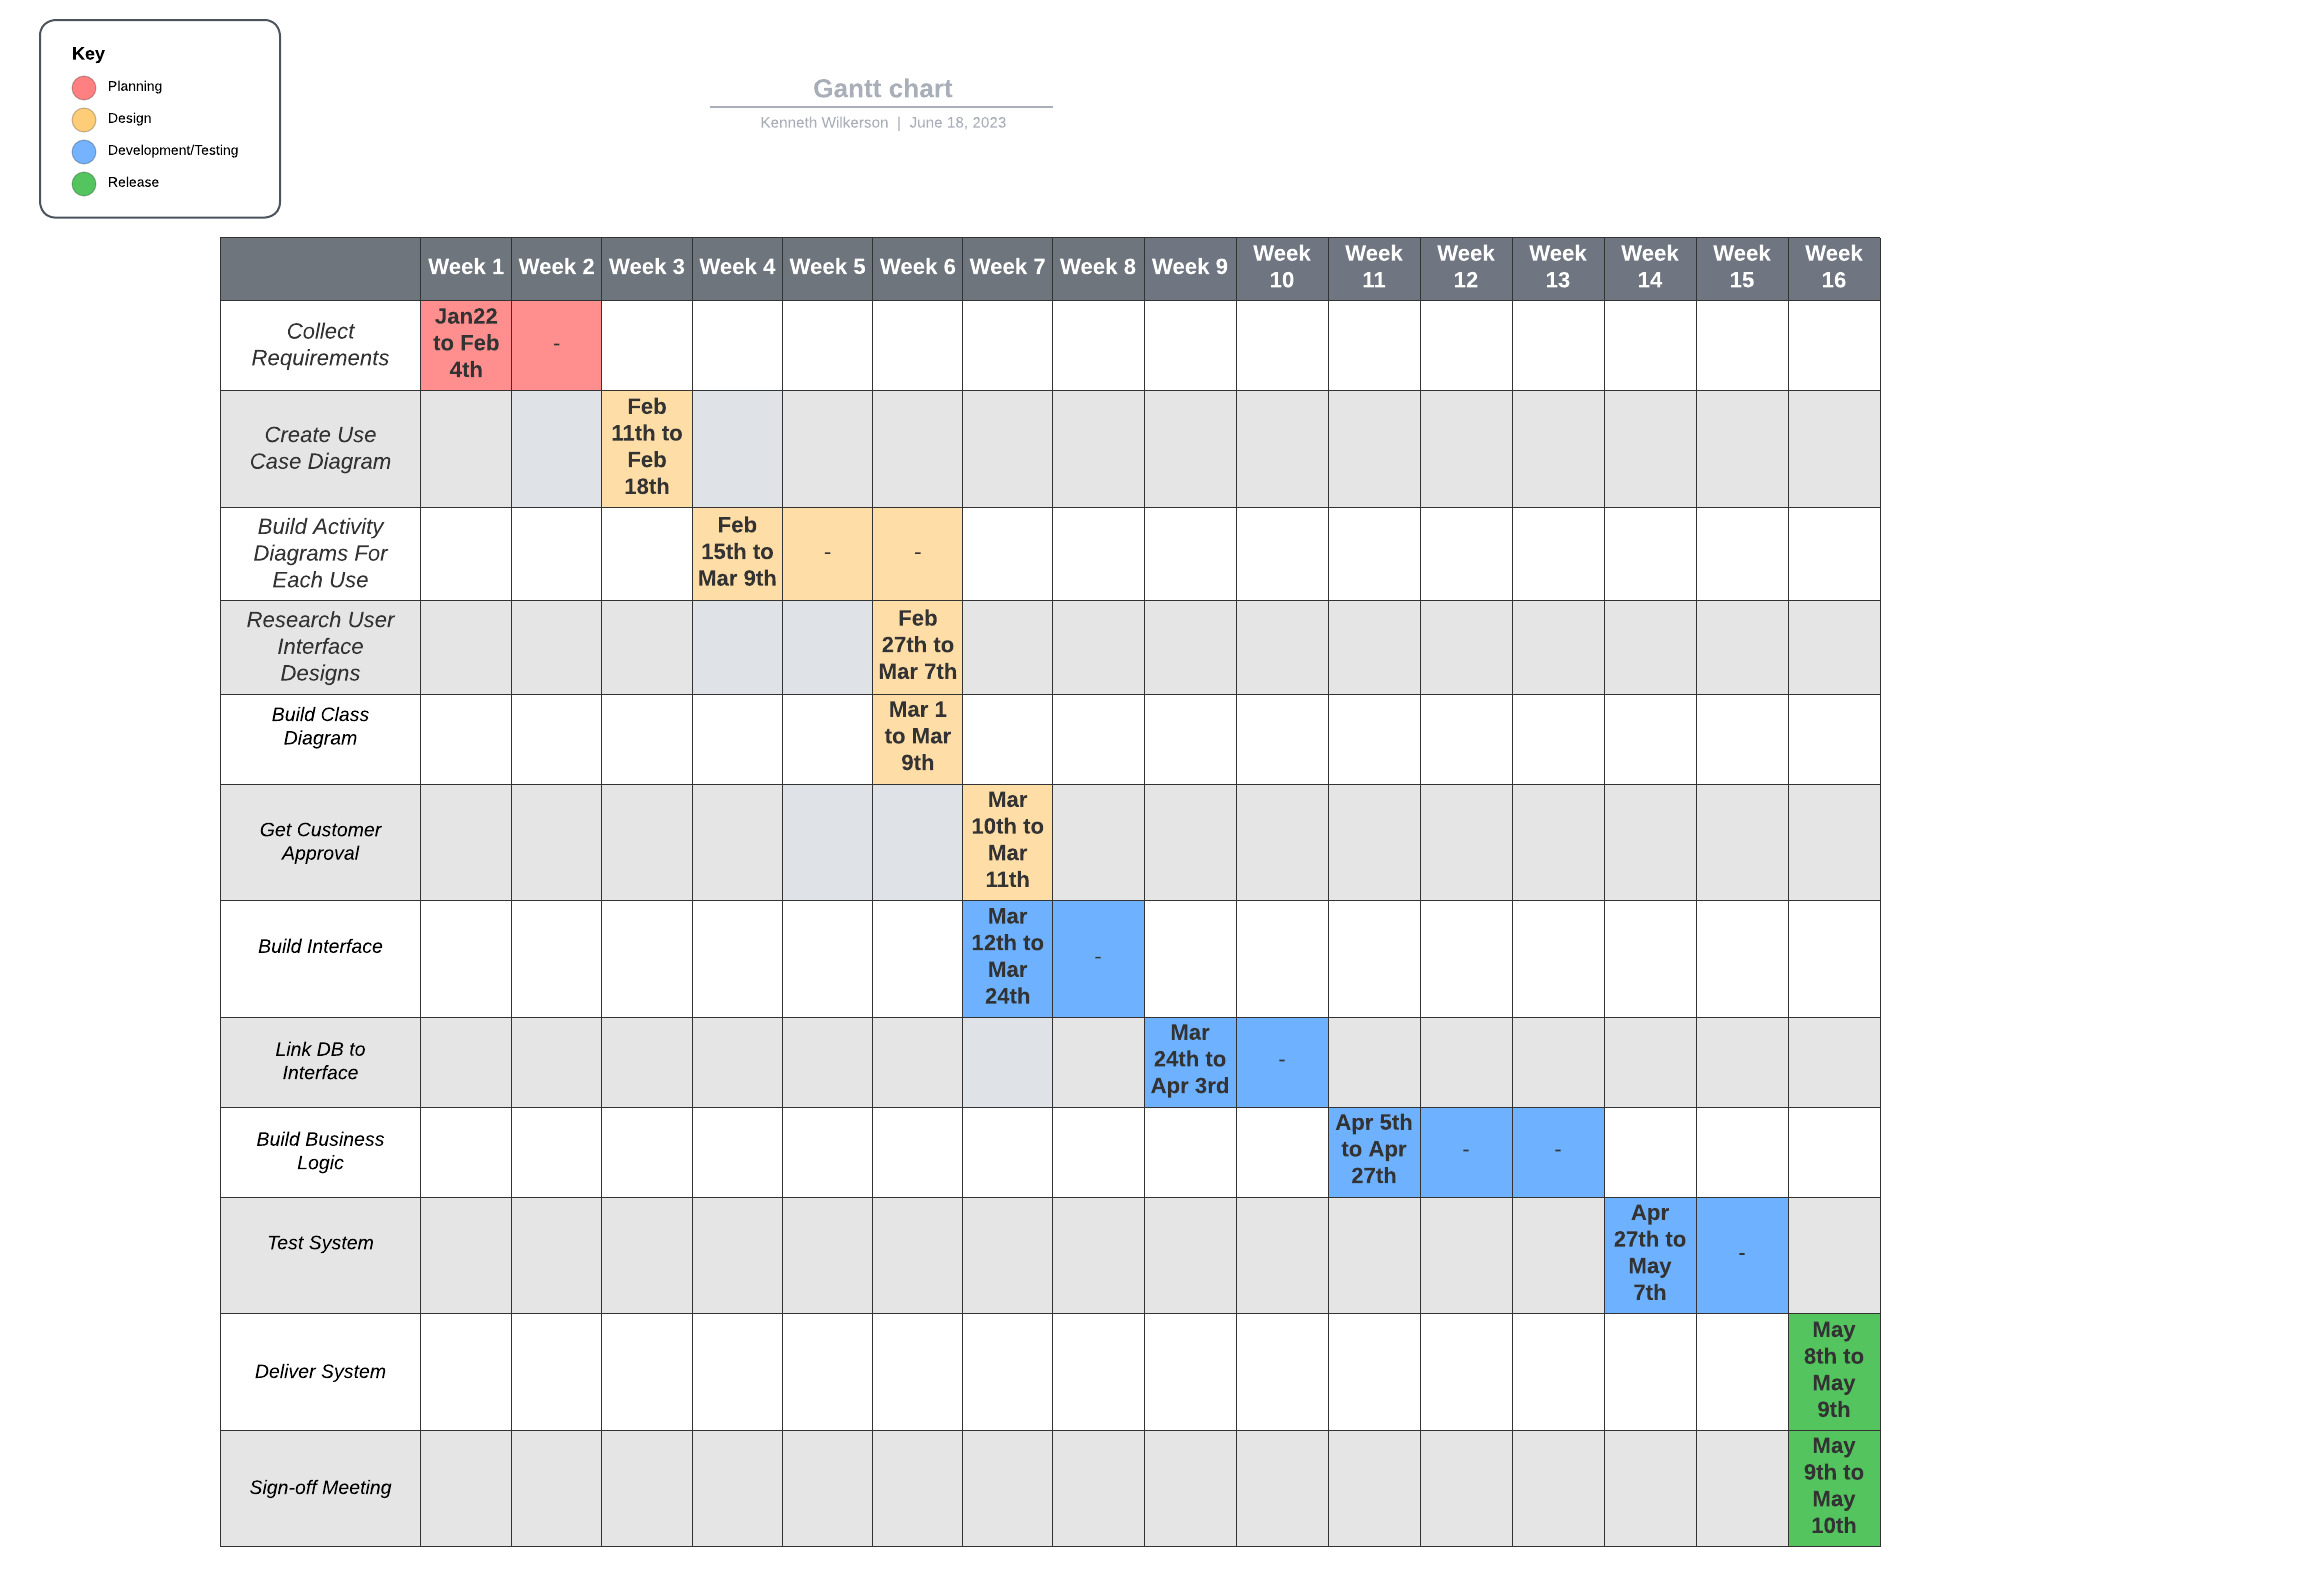 Key
Planning
Design
Development/Testing
Release
Gantt chart
Kenneth Wilkerson | June 18, 2023
Week 1
Week 2
Week 3
Week 4
Week 5
Week 6
Week 7
Week 8
Week 9
Week
10
Week
11
Week
12
Week
13
Week
14
Week
15
Week
16
Collect
Requirements
Jan22
to Feb
4th
-
Create Use
Case Diagram
Feb
11th to
Feb
18th
Build Activity
Diagrams For
Each Use
Feb
15th to
Mar 9th
-
-
Research User
Interface
Designs
Feb
27th to
Mar 7th
Build Class
Diagram
Mar 1
to Mar
9th
Get Customer
Approval
Mar
10th to
Mar
11th
Build Interface
Mar
12th to
Mar
24th
-
Link DB to
Interface
Mar
24th to
Apr 3rd
-
Build Business
Logic
Apr 5th
to Apr
27th
-
-
Test System
Apr
27th to
May
7th
-
Deliver System
May
8th to
May
9th
Sign-off Meeting
May
9th to
May
10th